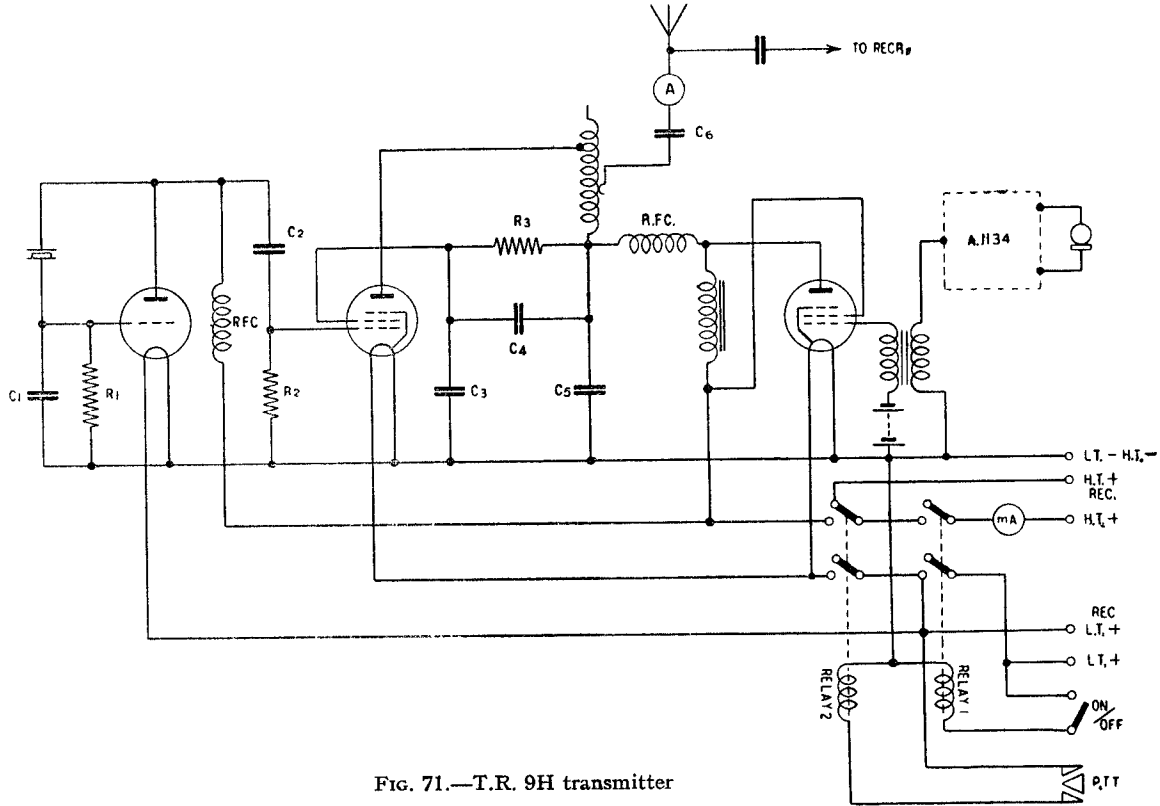 TO RECR.
A
C6
C2
R3
R.F.C.
A.1134
RFC
C4
C1
R1
R2
C3
C5
L.T. - H.T. -
H.T. +
REC.
mA
H.T. +
REC
L.T. +
L.T. +
RELAY 2
RELAY 1
ON/OFF
P.TT
FIG. 71.—T.R. 9H transmitter